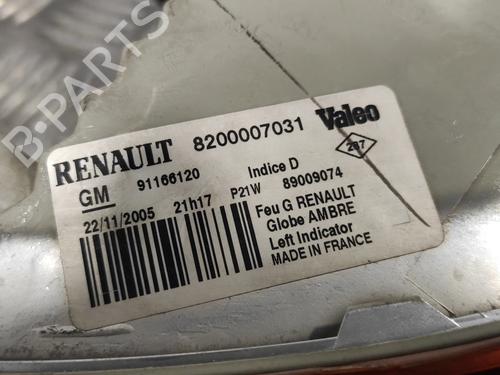 RENAULT 8200007031 Valeo
GM 91166120 Indice D 267
22/11/2005 21h17 P21W 89009074
Feu G RENAULT
Globe AMBRE
Left Indicator
MADE IN FRANCE
B-PARTS